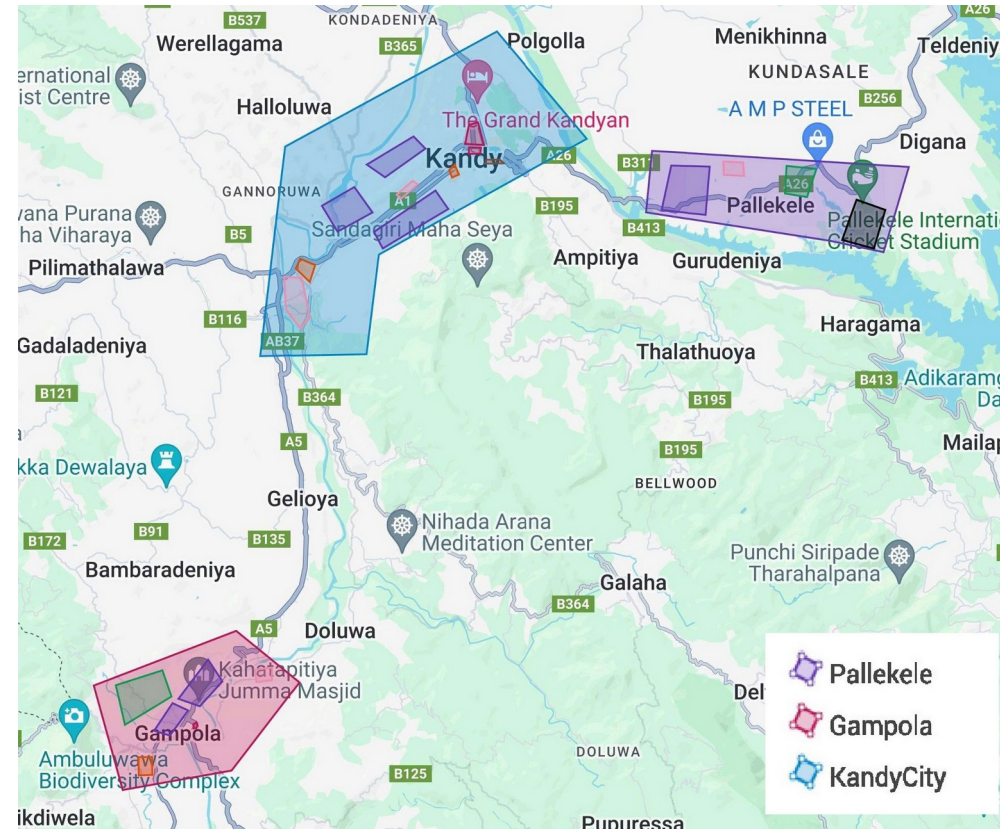 B537
KONDADENIYA
A26
Werellagama
B365
Polgolla
Menikhinna
Teldeniy
ernational
ist Centre
KUNDASALE
Halloluwa
The Grand Kandyan
A M P STEEL
B256
Digana
Kandy
A26
B311
GANNORUWA
A1
A26
wana Purana
ha Viharaya
B5
Sandagiri Maha Seya
B195
B413
Pallekele
Pallekele Internati
Cricket Stadium
Pilimathalawa
Ampitiya
Gurudeniya
B116
AB37
Haragama
Gadaladeniya
Thalathuoya
B121
B364
B195
B413
Adikaramg
Da
A5
B195
Mailap
kka Dewalaya
BELLWOOD
Gelioya
B91
B172
B135
Nihada Arana
Meditation Center
Punchi Siripade
Tharahalpana
Bambaradeniya
Galaha
B364
A5
Doluwa
Kahatapitiya
Jumma Masjid
Del
Gampola
Ambuluwawa
Biodiversity Complex
DOLUWA
B125
ikdiwela
Pupuressa
Pallekele
Gampola
KandyCity